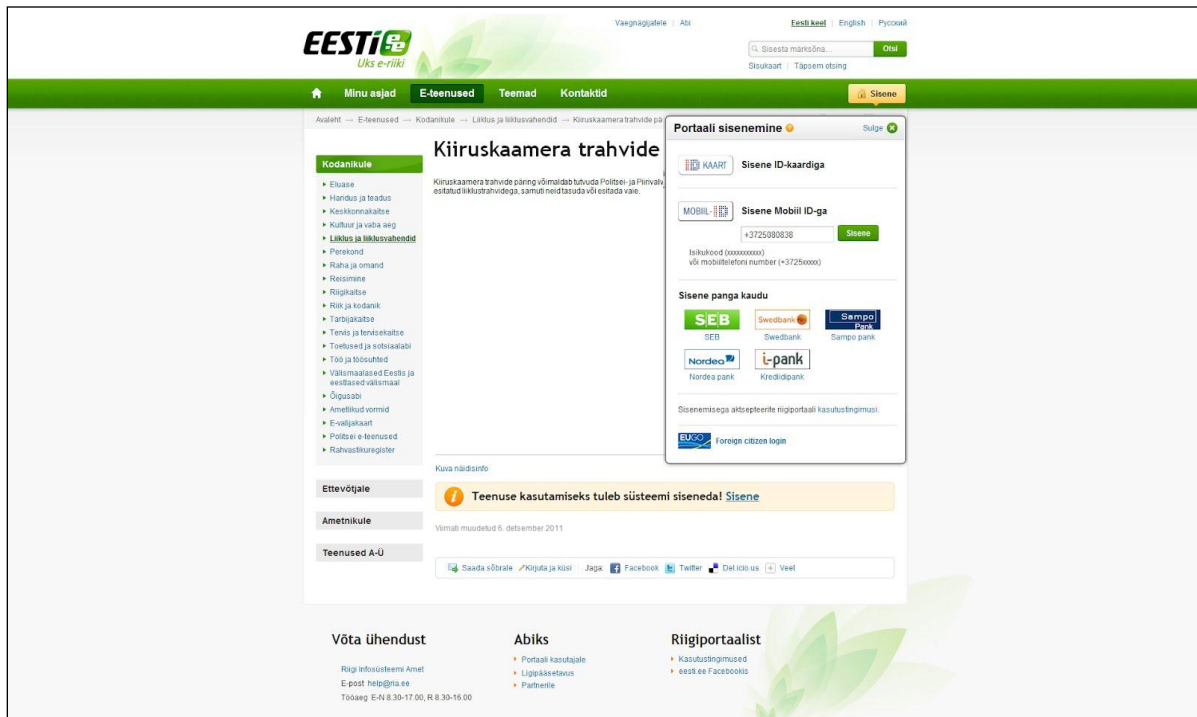 Vaegnägijatele | Abi
Eesti keel | English | Русский
EESTi
Uks e-riiki
Sisesta märksõna...
Otsi
Sisukaart | Täpsem otsing
Minu asjad E-teenused Teemad Kontaktid
Sisene
Avaleht → E-teenused → Kodanikule → Liiklus ja liiklusvahendid → Kiiruskaamera trahvide pä
Kodanikule
Eluase
Haridus ja teadus
Keskkonnakaitse
Kultuur ja vaba aeg
Liiklus ja liiklusvahendid
Perekond
Raha ja omand
Reisimine
Riigikaitse
Riik ja kodanik
Tarbijakaitse
Tervis ja tervisekaitse
Toetused ja sotsiaalabi
Töö ja töösuhted
Välismaalased Eestis ja
eestlased välismaal
Õigusabi
Ametlikud vormid
E-valijakaart
Politsei e-teenused
Rahvastikuregister
Ettevõtjale
Ametnikule
Teenused A-Ü
Kiiruskaamera trahvide
Kiiruskaamera trahvide päring võimaldab tutvuda Politsei- ja Piirivalv
esitatud liiklustrahvidega, samuti neid tasuda või esitada vaie.
Portaali sisenemine
Sulge
ID KAART Sisene ID-kaardiga
MOBIIL-ID Sisene Mobiil ID-ga
+3725080838 Sisene
Isikukood (xxxxxxxxxxx)
või mobiiltelefoni number (+3725xxxxx)
Sisene panga kaudu
SEB Swedbank Sampo Pank
SEB Swedbank Sampo pank
Nordea i-pank
Nordea pank Krediidipank
Sisenemisega aktsepteerite riigiportaali kasutustingimusi.
EUGO Foreign citizen login
Kuva näidisinfo
i Teenuse kasutamiseks tuleb süsteemi siseneda! Sisene
Viimati muudetud 6. detsember 2011
Saada sõbrale Kirjuta ja küsi Jaga: Facebook Twitter Del.icio.us Veel
Võta ühendust
Riigi Infosüsteemi Amet
E-post help@ria.ee
Tööaeg E-N 8.30-17.00, R 8.30-16.00
Abiks
Portaali kasutajale
Ligipääsetavus
Partnerile
Riigiportaalist
Kasutustingimused
eesti.ee Facebookis